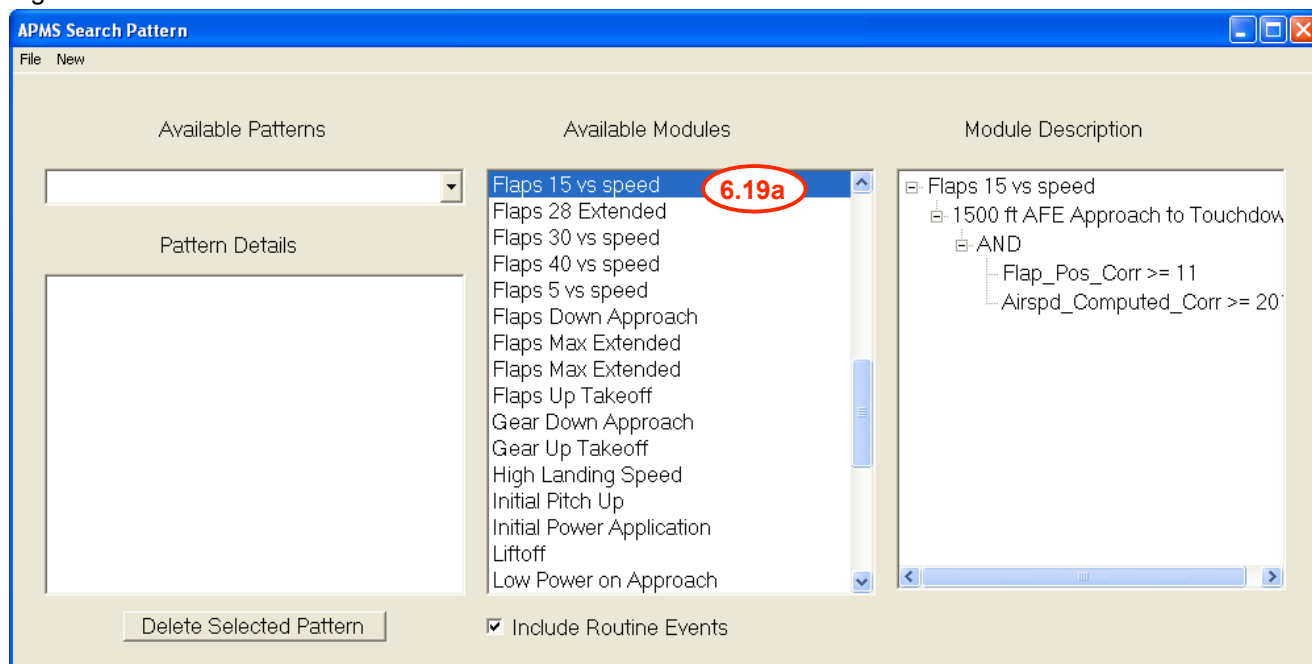 APMS Search Pattern
File New
Available Patterns
Available Modules
Module Description
Pattern Details
Flaps 15 vs speed
6.19a
Flaps 28 Extended
Flaps 30 vs speed
Flaps 40 vs speed
Flaps 5 vs speed
Flaps Down Approach
Flaps Max Extended
Flaps Max Extended
Flaps Up Takeoff
Gear Down Approach
Gear Up Takeoff
High Landing Speed
Initial Pitch Up
Initial Power Application
Liftoff
Low Power on Approach
Flaps 15 vs speed
1500 ft AFE Approach to Touchdow
AND
Flap_Pos_Corr >= 11
Airspd_Computed_Corr >= 20
Delete Selected Pattern
Include Routine Events